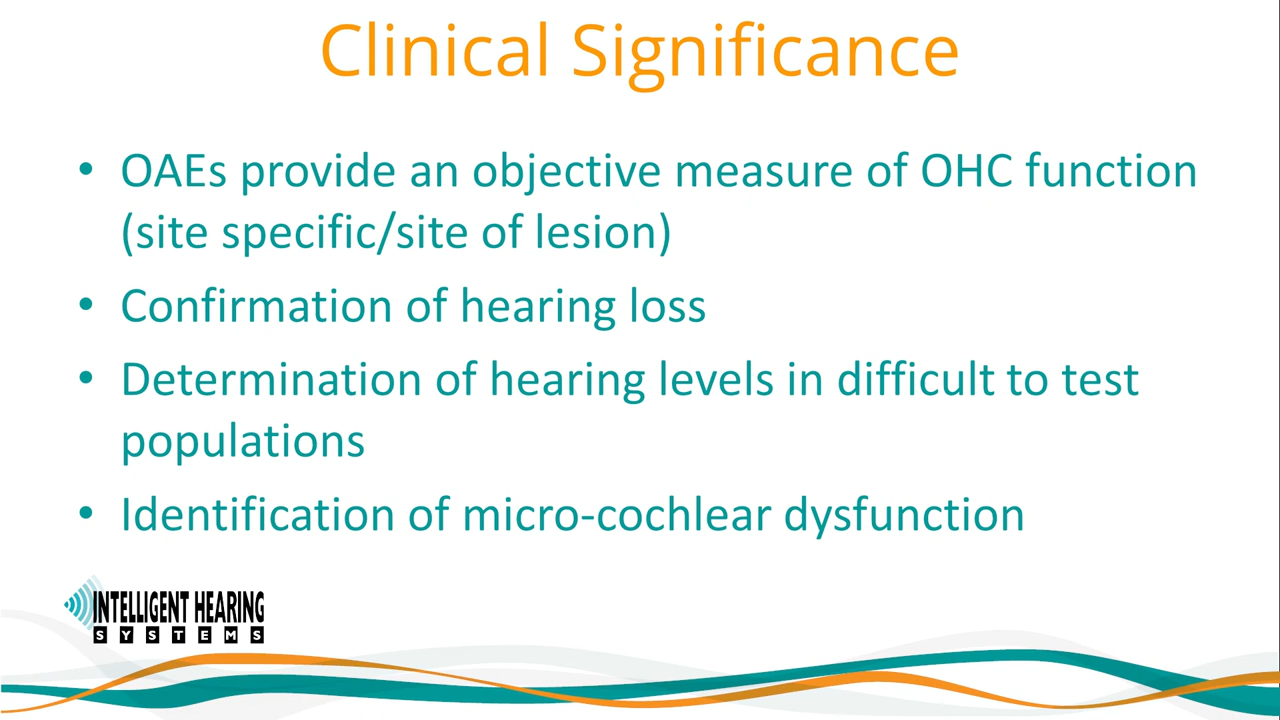 Clinical Significance
• OAEs provide an objective measure of OHC function
(site specific/site of lesion)
• Confirmation of hearing loss
• Determination of hearing levels in difficult to test
populations
• Identification of micro-cochlear dysfunction
INTELLIGENT HEARING
SYSTEMS